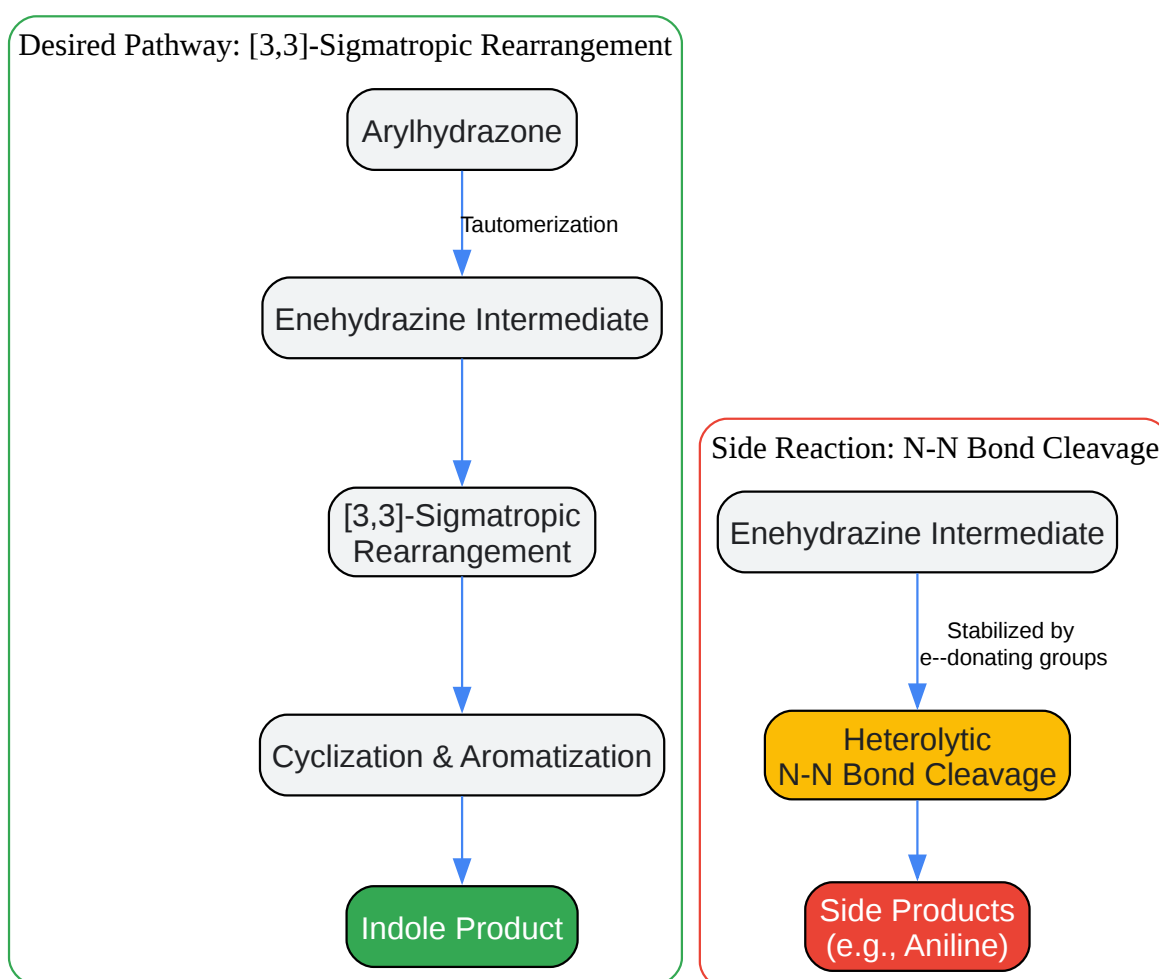 Desired Pathway: [3,3]-Sigmatropic Rearrangement
Arylhydrazone
Tautomerization
Enehydrazine Intermediate
[3,3]-Sigmatropic
Rearrangement
Cyclization & Aromatization
Indole Product
Side Reaction: N-N Bond Cleavage
Enehydrazine Intermediate
Stabilized by
e--donating groups
Heterolytic
N-N Bond Cleavage
Side Products
(e.g., Aniline)